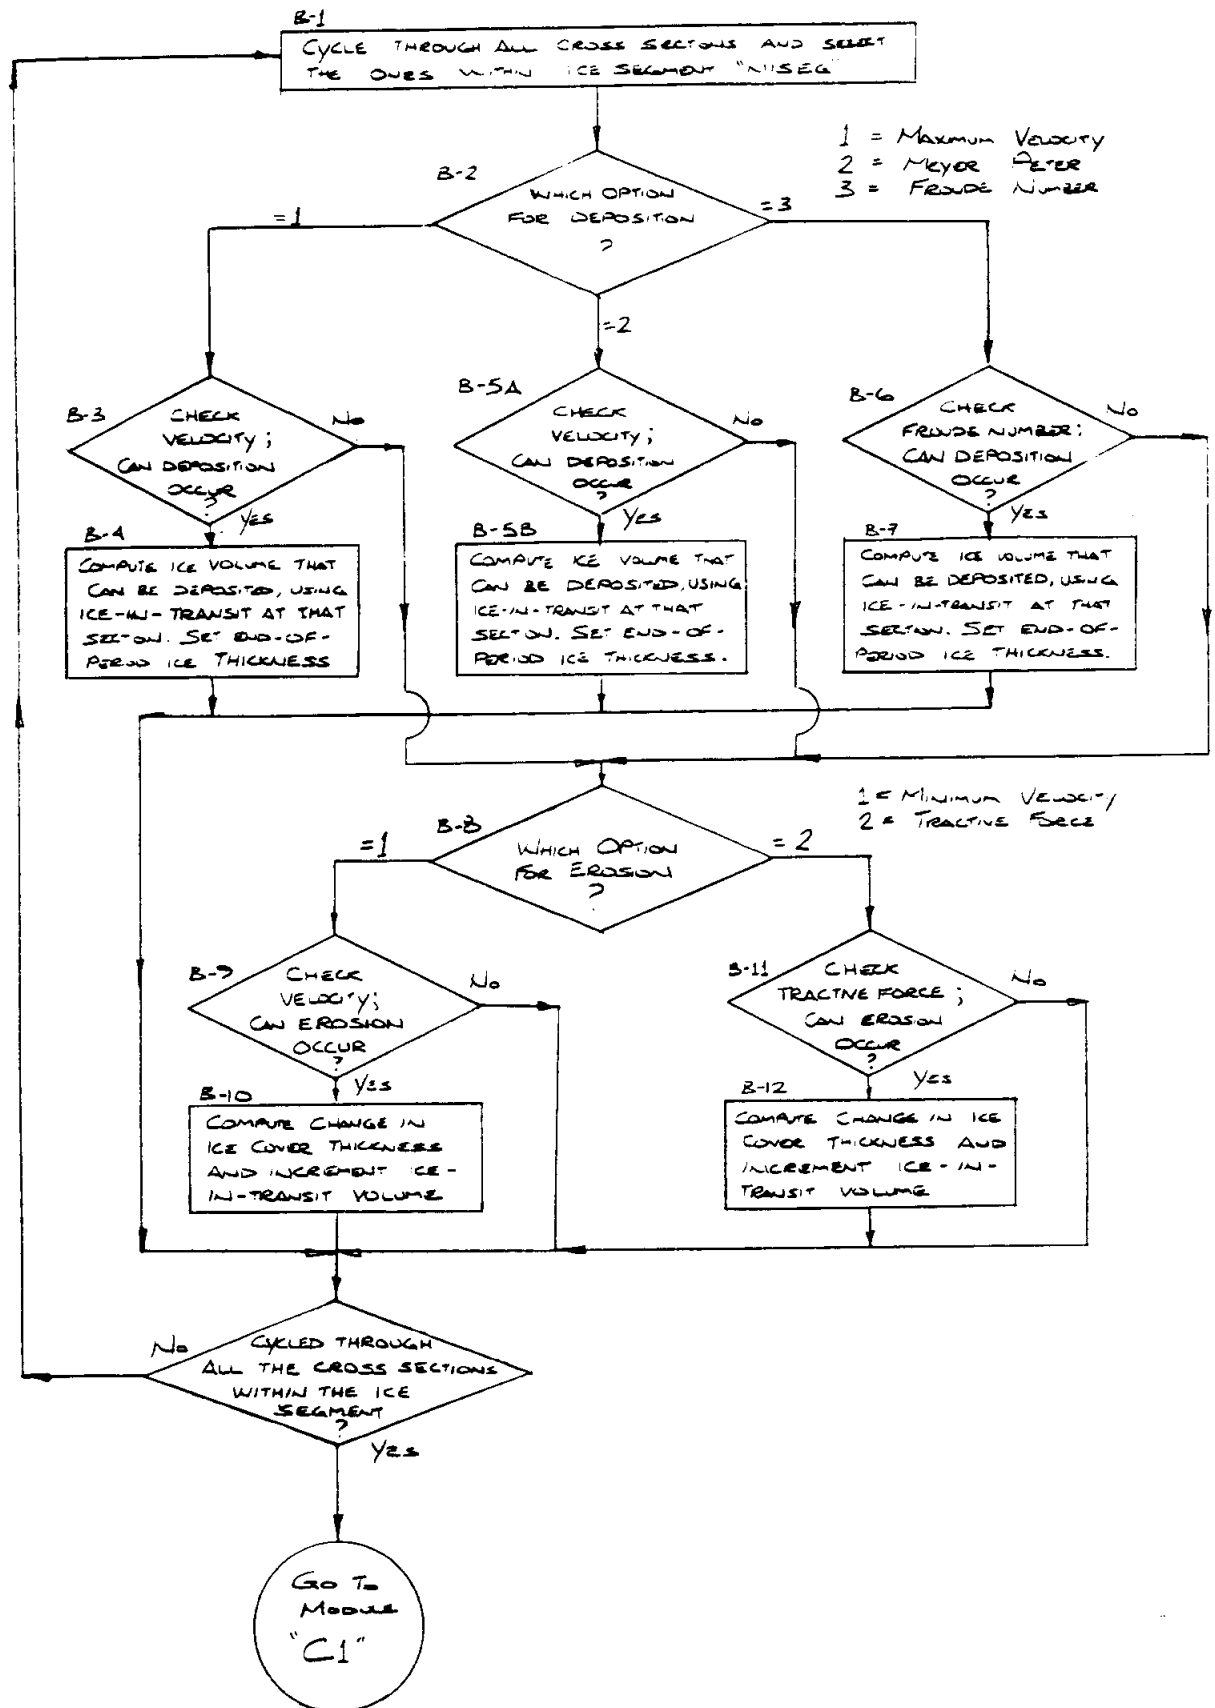 B-1
CYCLE THROUGH ALL CROSS SECTONS AND SELECT
THE ONES WITHIN ICE SEGMENT "NIISEG"
1 = MAXIMUM VELOCITY
2 = MEYER PETER
3 = FROUDE NUMBER
B-2
WHICH OPTION
FOR DEPOSITION
?
=1
=3
=2
B-3
CHECK
VELOCITY;
CAN DEPOSITION
OCCUR
?
No
Yes
B-5A
CHECK
VELOCITY;
CAN DEPOSITION
OCCUR
?
No
Yes
B-6
CHECK
FROUDE NUMBER;
CAN DEPOSITION
OCCUR
?
No
Yes
B-4
COMPUTE ICE VOLUME THAT
CAN BE DEPOSITED, USING
ICE-IN-TRANSIT AT THAT
SECTON. SET END-OF-
PERIOD ICE THICKNESS
B-5B
COMPUTE ICE VOLUME THAT
CAN BE DEPOSITED, USING
ICE-IN-TRANSIT AT THAT
SECTON. SET END-OF-
PERIOD ICE THICKNESS.
B-7
COMPUTE ICE VOLUME THAT
CAN BE DEPOSITED, USING
ICE-IN-TRANSIT AT THAT
SECTON. SET END-OF-
PERIOD ICE THICKNESS.
1 = MINIMUM VELOCITY
2 = TRACTIVE FORCE
B-8
WHICH OPTION
FOR EROSION
?
=1
=2
B-9
CHECK
VELOCITY;
CAN EROSION
OCCUR
?
No
Yes
B-11
CHECK
TRACTIVE FORCE;
CAN EROSION
OCCUR
?
No
Yes
B-10
COMPUTE CHANGE IN
ICE COVER THICKNESS
AND INCREMENT ICE-
IN-TRANSIT VOLUME
B-12
COMPUTE CHANGE IN ICE
COVER THICKNESS AND
INCREMENT ICE-IN-
TRANSIT VOLUME
No
CYCLED THROUGH
ALL THE CROSS SECTIONS
WITHIN THE ICE
SEGMENT
?
Yes
GO TO
MODULE
"C1"